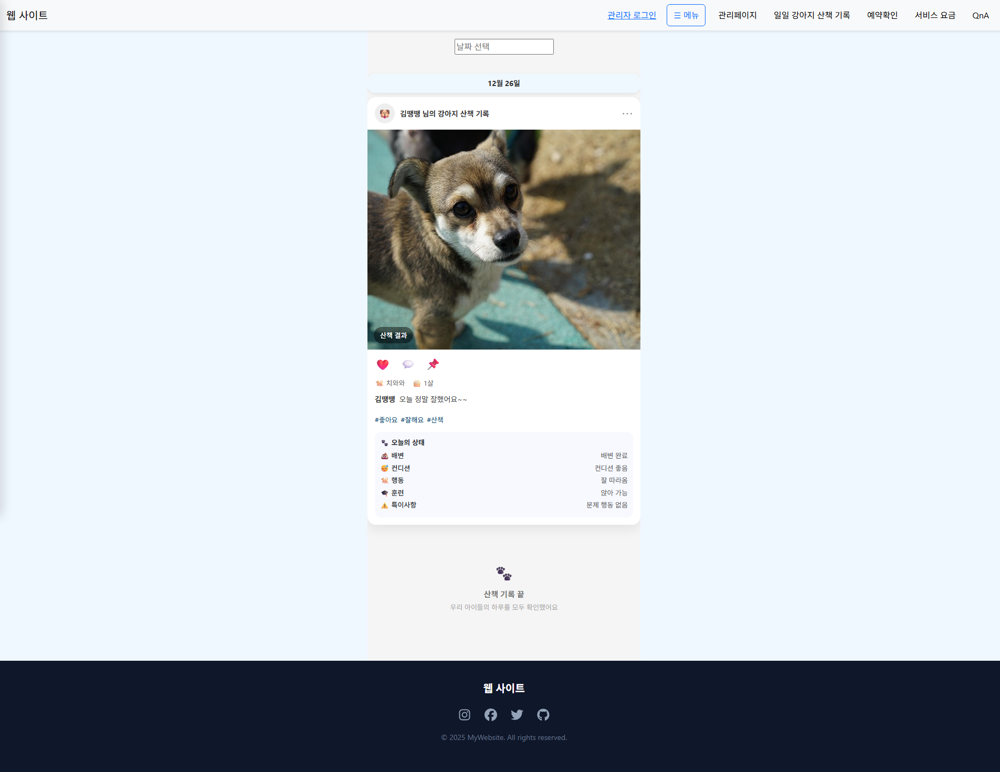 웹 사이트
관리자 로그인 ☰ 메뉴 관리페이지 일일 강아지 산책 기록 예약확인 서비스 요금 QnA
날짜 선택
12월 26일
김땡땡 님의 강아지 산책 기록
산책 결과
치와와 1살
김땡땡 오늘 정말 잘했어요~~
#좋아요 #잘해요 #산책
오늘의 상태
배변 배변 완료
컨디션 컨디션 좋음
행동 잘 따라옴
훈련 앉아 가능
특이사항 문제 행동 없음
산책 기록 끝
우리 아이들의 하루를 모두 확인했어요
웹 사이트
© 2025 MyWebsite. All rights reserved.